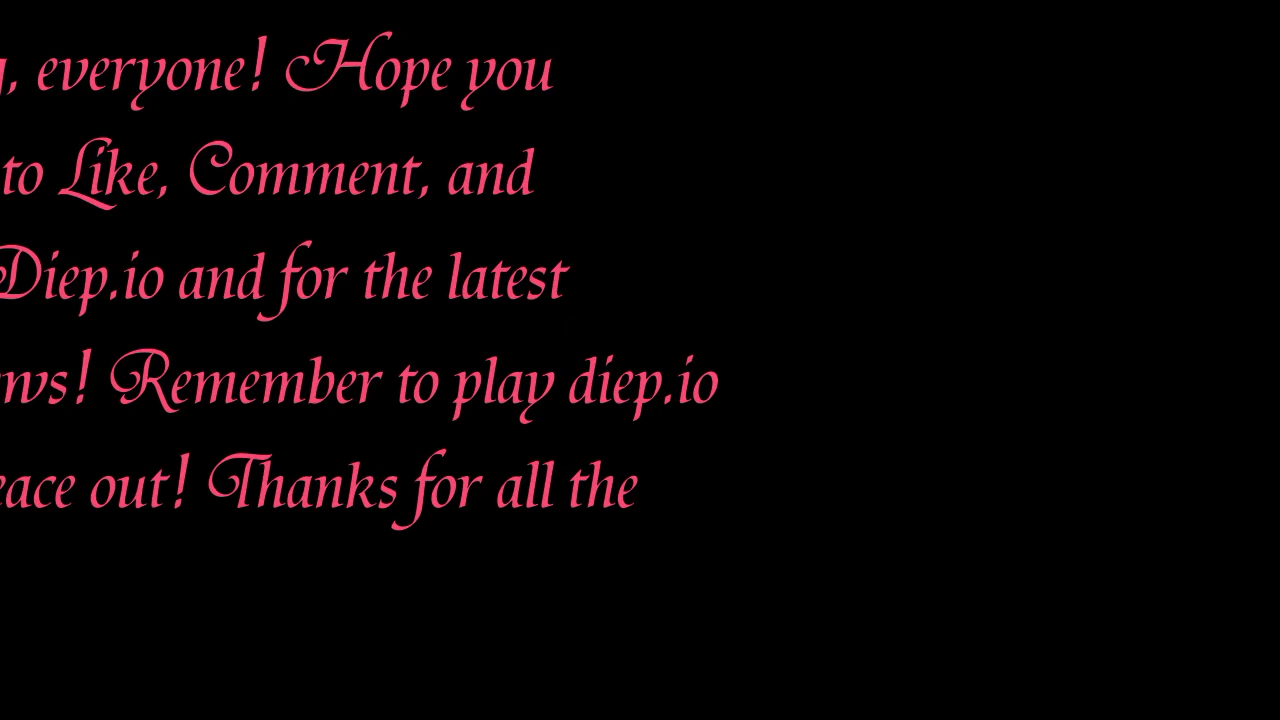 , everyone! Hope you
to Like, Comment, and
Diep.io and for the latest
ws! Remember to play diep.io
eace out! Thanks for all the